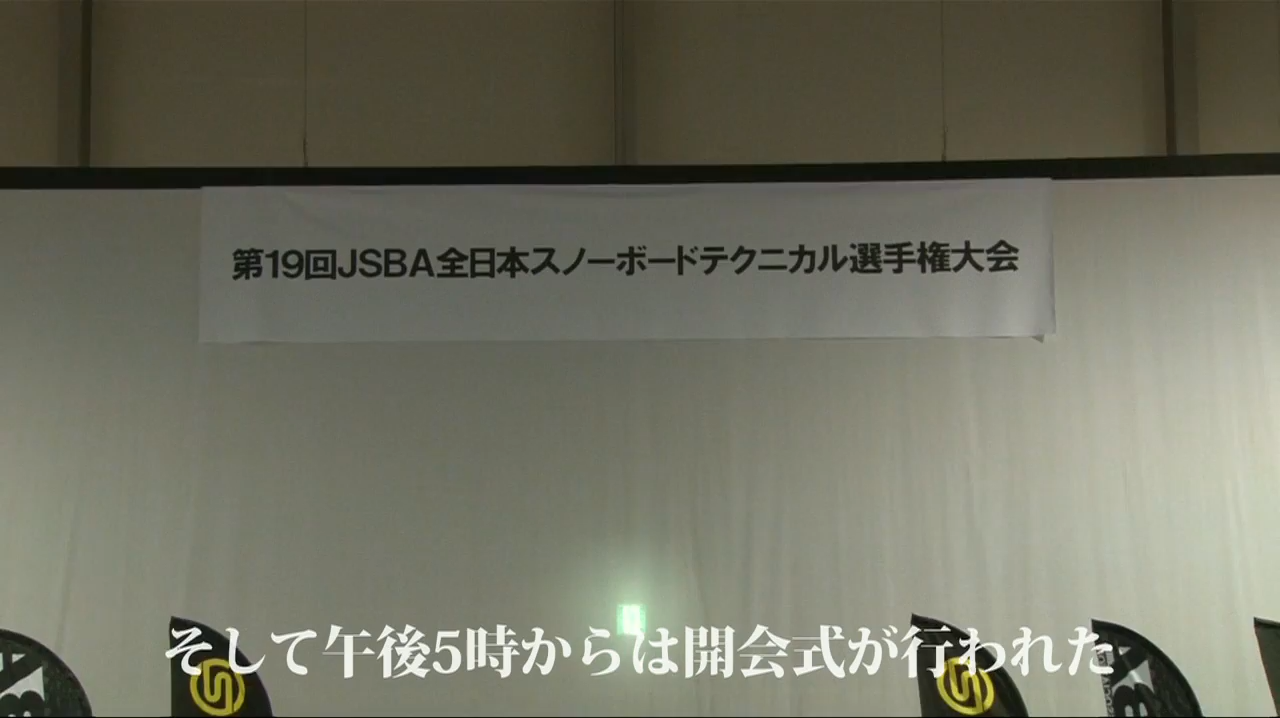 第19回JSBA全日本スノーボードテクニカル選手権大会
そして午後5時からは開会式が行われた